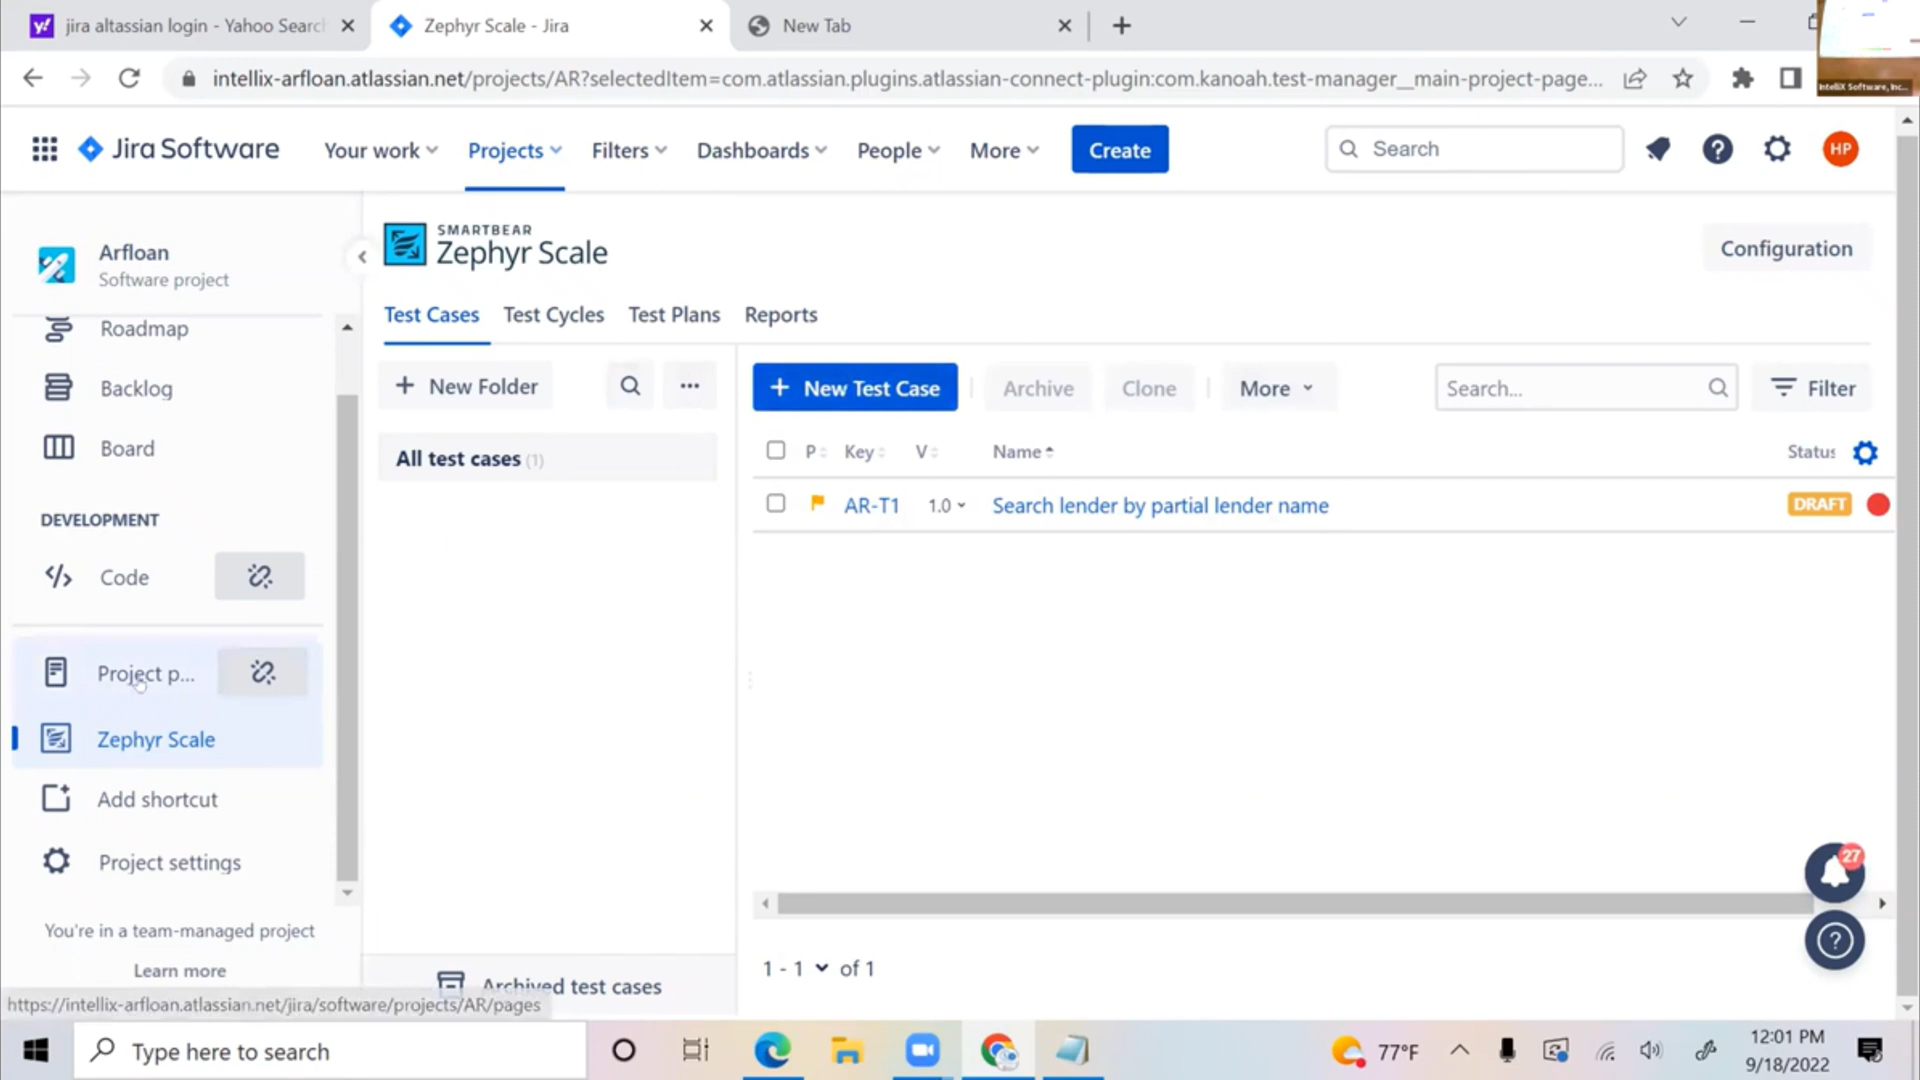 jira altassian login - Yahoo Search
Zephyr Scale - Jira
New Tab
intellix-arfloan.atlassian.net/projects/AR?selectedItem=com.atlassian.plugins.atlassian-connect-plugin:com.kanoah.test-manager__main-project-page...
IntelliX Software, Inc...
Jira Software
Your work
Projects
Filters
Dashboards
People
More
Create
Search
HP
Arfloan
Software project
Roadmap
Backlog
Board
DEVELOPMENT
Code
Project p...
Zephyr Scale
Add shortcut
Project settings
You're in a team-managed project
Learn more
https://intellix-arfloan.atlassian.net/jira/software/projects/AR/pages
SMARTBEAR
Zephyr Scale
Configuration
Test Cases
Test Cycles
Test Plans
Reports
+ New Folder
...
All test cases (1)
Archived test cases
+ New Test Case
Archive
Clone
More
Search...
Filter
P
Key
V
Name
Status
AR-T1
1.0
Search lender by partial lender name
DRAFT
27
1 - 1 of 1
Type here to search
77°F
12:01 PM
9/18/2022